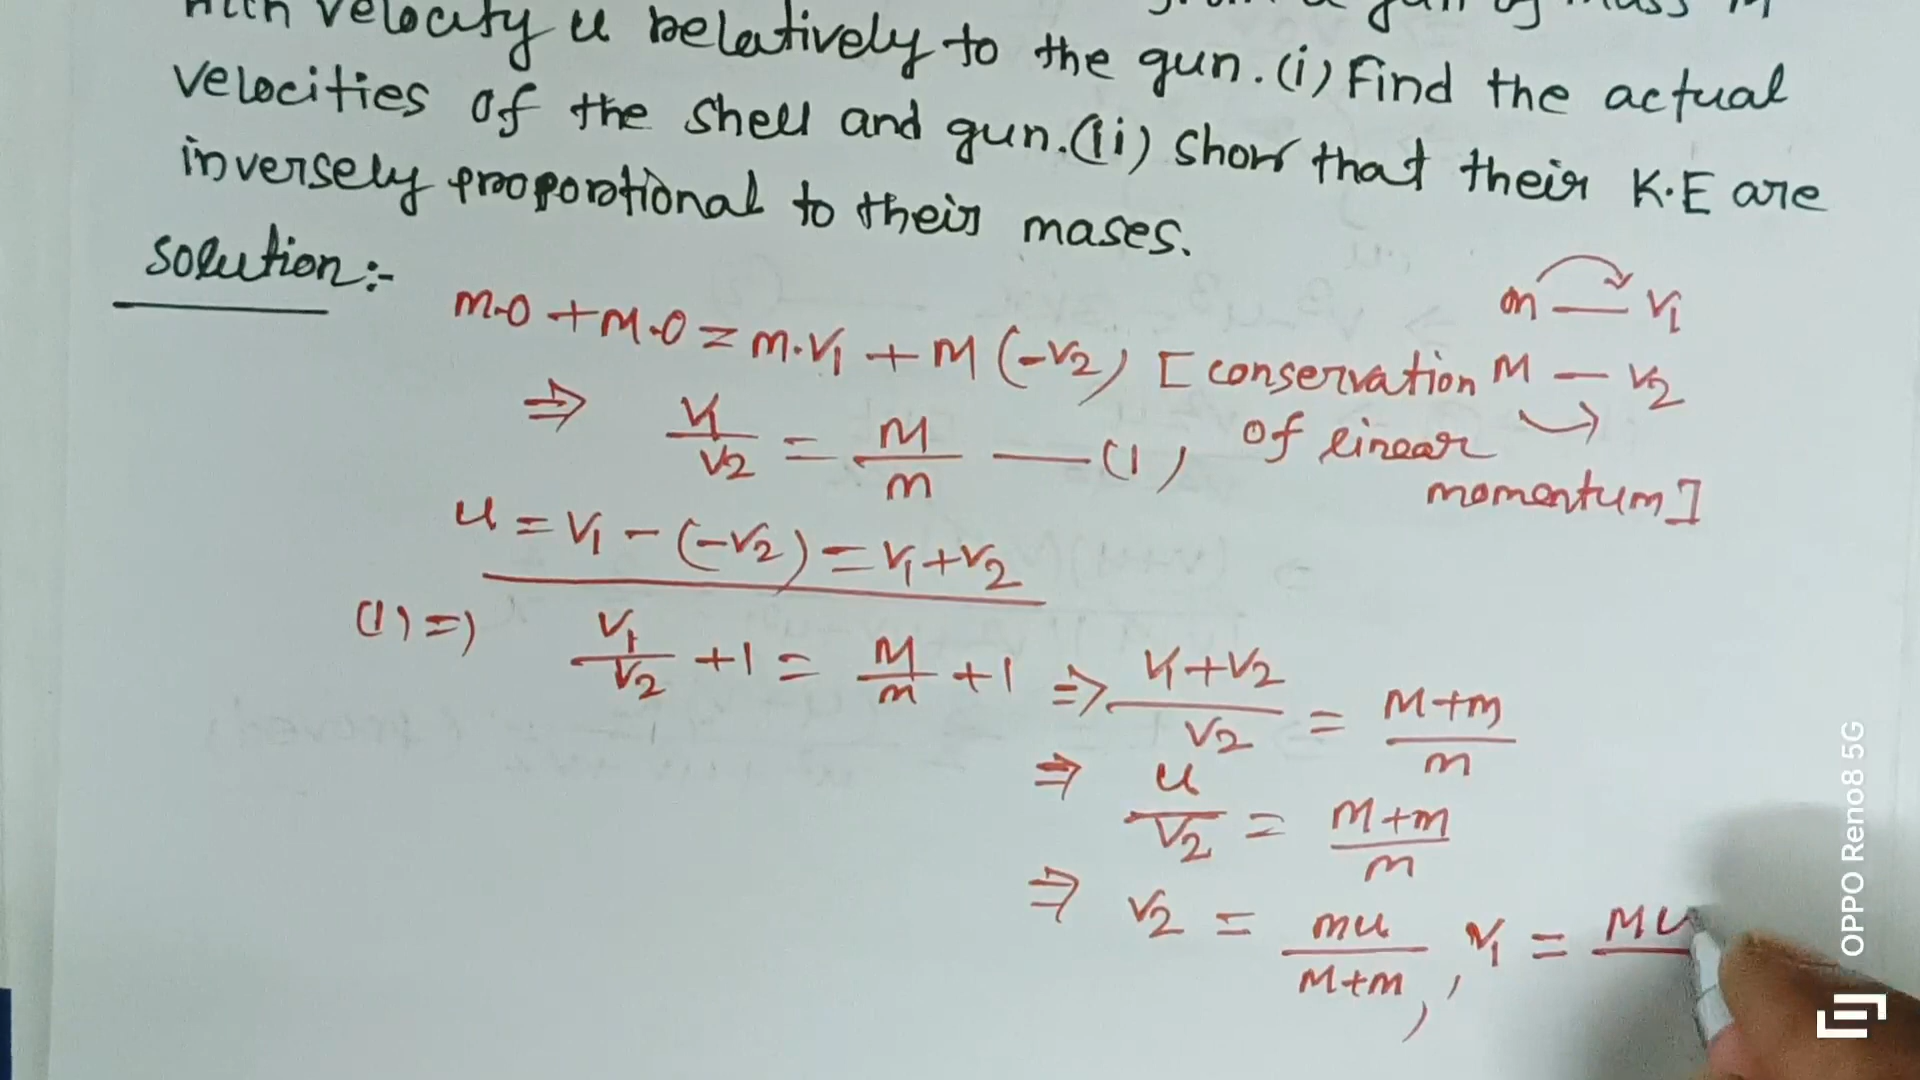 with velocity u relatively to the gun. (i) Find the actual
velocities of the shell and gun. (ii) show that their K.E are
inversely proporotional to their mases.
solution:-
m.0 + M.0 = m.v₁ + M(-v₂) [conservation
of linear
momentum]
m — v₁
M — v₂
⇒ v₁/v₂ = M/m — (1)
u = v₁ - (-v₂) = v₁+v₂
(1) => v₁/v₂ + 1 = M/m + 1 ⇒ v₁+v₂/v₂ = M+m/m
⇒ u/v₂ = M+m/m
⇒ v₂ = mu/M+m, v₁ = Mu
OPPO Reno8 5G